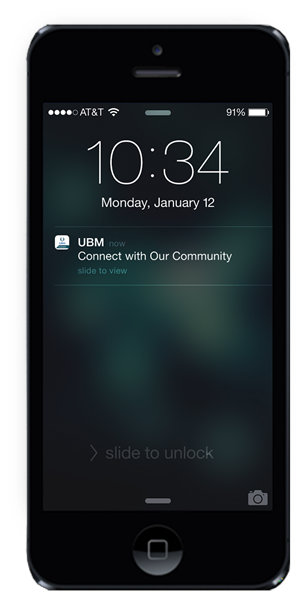 AT&T 91%
10:34
Monday, January 12
UBM now
Connect with Our Community
slide to view
> slide to unlock